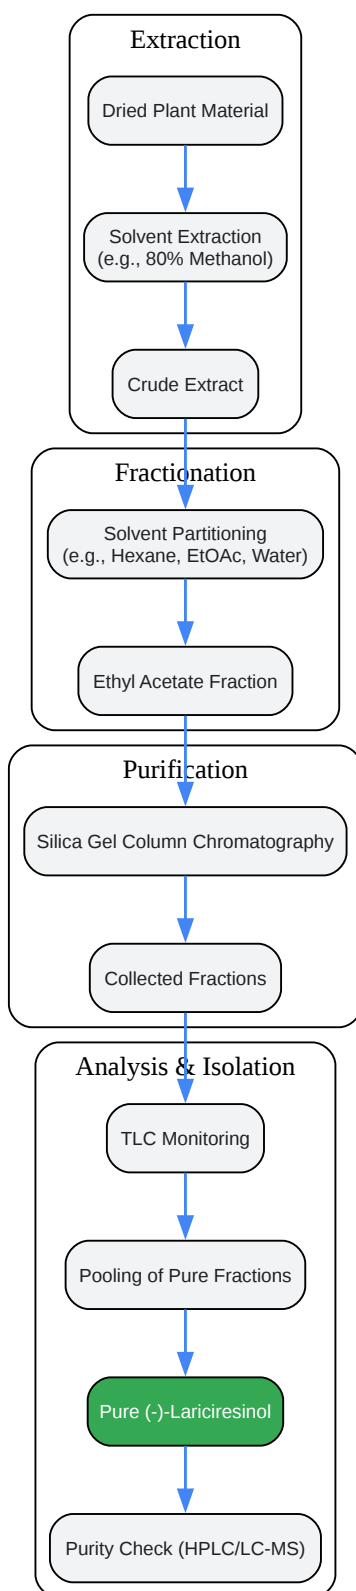 Extraction
Dried Plant Material
Solvent Extraction
(e.g., 80% Methanol)
Crude Extract
Fractionation
Solvent Partitioning
(e.g., Hexane, EtOAc, Water)
Ethyl Acetate Fraction
Purification
Silica Gel Column Chromatography
Collected Fractions
Analysis & Isolation
TLC Monitoring
Pooling of Pure Fractions
Pure (-)-Lariciresinol
Purity Check (HPLC/LC-MS)